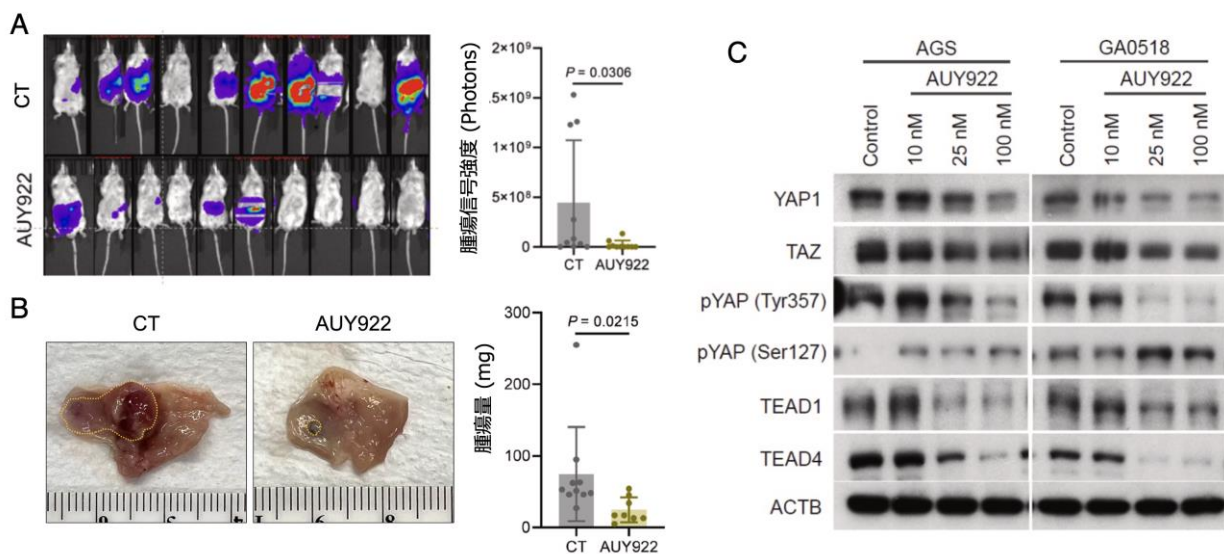 A
CT
AUY922
腫瘍信号強度 (Photons)
2×10⁹
5×10⁹
1×10⁹
5×10⁸
0
P = 0.0306
CT AUY922
B
CT
AUY922
腫瘍量 (mg)
300
200
100
0
P = 0.0215
CT AUY922
C
AGS GA0518
AUY922 AUY922
Control 10 nM 25 nM 100 nM Control 10 nM 25 nM 100 nM
YAP1
TAZ
pYAP (Tyr357)
pYAP (Ser127)
TEAD1
TEAD4
ACTB